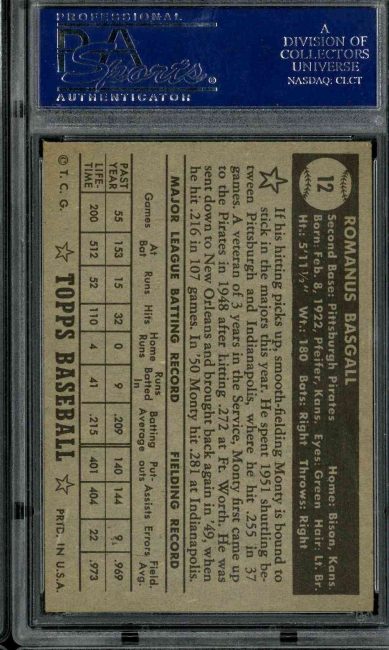 PROFESSIONAL
PSA
Sports
®
AUTHENTICATOR
A
DIVISION OF
COLLECTORS
UNIVERSE
NASDAQ: CLCT
12
ROMANUS BASGALL
Second Base: Pittsburgh Pirates Home: Bison, Kans.
Born: Feb. 8, 1922, Pfeifer, Kans. Eyes: Green Hair: Lt. Br.
Ht.: 5'11½" Wt.: 180 Bats: Right Throws: Right
If his hitting picks up, smooth-fielding Monty is bound to
stick in the majors this year. He spent 1951 shuttling be-
tween Pittsburgh and Indianapolis, where he hit .255 in 37
games. A veteran of 3 years in the Service, Monty first came up
to the Pirates in 1948 after hitting .272 at Ft. Worth. He was
sent down to New Orleans and brought back again in '49, when
he hit .216 in 107 games. In '50 Monty hit .281 at Indianapolis.
MAJOR LEAGUE BATTING RECORD FIELDING RECORD
Games At Bat Runs Hits Home Runs Runs Batted In Batting Average Put-outs Assists Errors Field. Avg.
PAST YEAR 55 153 15 32 0 9 .209 140 144 9 .969
LIFE-TIME 200 512 52 110 4 41 .215 401 404 22 .973
© T. C. G. TOPPS BASEBALL PRTD. IN U.S.A.